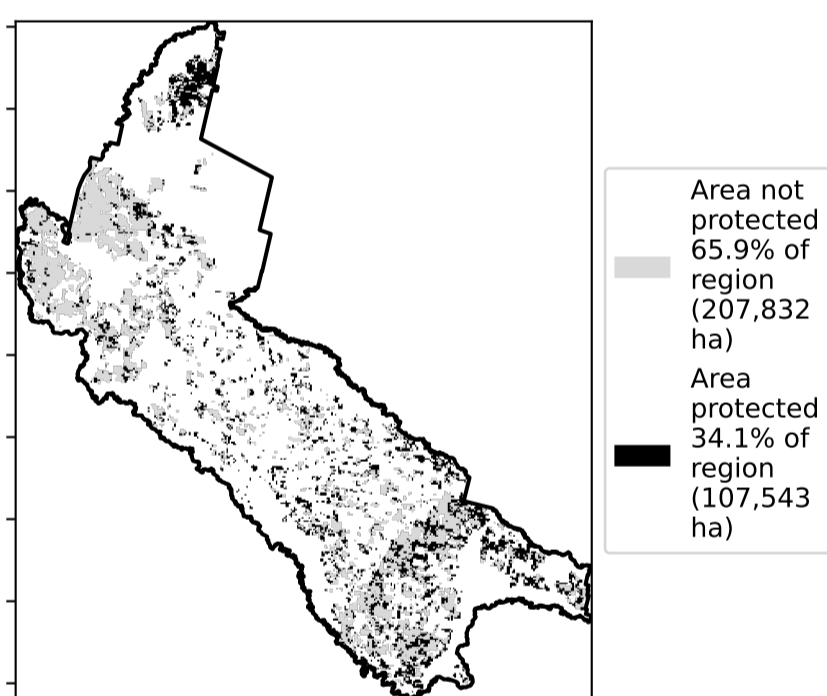 Area not
protected
65.9% of
region
(207,832
ha)
Area
protected
34.1% of
region
(107,543
ha)